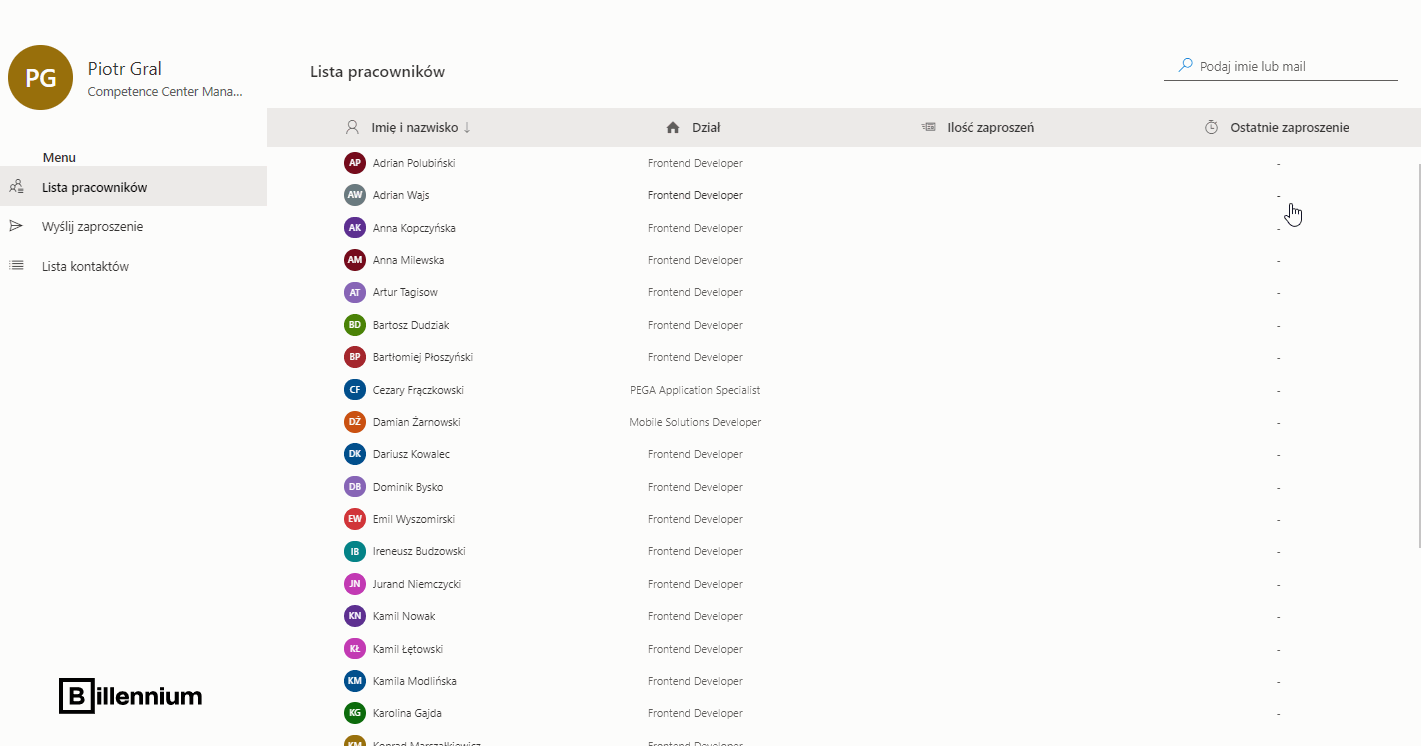 PG
Piotr Gral
Competence Center Mana...
Menu
Lista pracowników
Wyślij zaproszenie
Lista kontaktów
Billennium
Lista pracowników
Podaj imie lub mail
Imię i nazwisko ↓ Dział Ilość zaproszeń Ostatnie zaproszenie
AP Adrian Polubiński Frontend Developer -
AW Adrian Wajs Frontend Developer -
AK Anna Kopczyńska Frontend Developer -
AM Anna Milewska Frontend Developer -
AT Artur Tagisow Frontend Developer -
BD Bartosz Dudziak Frontend Developer -
BP Bartłomiej Płoszyński Frontend Developer -
CF Cezary Frączkowski PEGA Application Specialist -
DŻ Damian Żarnowski Mobile Solutions Developer -
DK Dariusz Kowalec Frontend Developer -
DB Dominik Bysko Frontend Developer -
EW Emil Wyszomirski Frontend Developer -
IB Ireneusz Budzowski Frontend Developer -
JN Jurand Niemczycki Frontend Developer -
KN Kamil Nowak Frontend Developer -
KŁ Kamil Łętowski Frontend Developer -
KM Kamila Modlińska Frontend Developer -
KG Karolina Gajda Frontend Developer -
KM Konrad Marszałkiewicz Frontend Developer